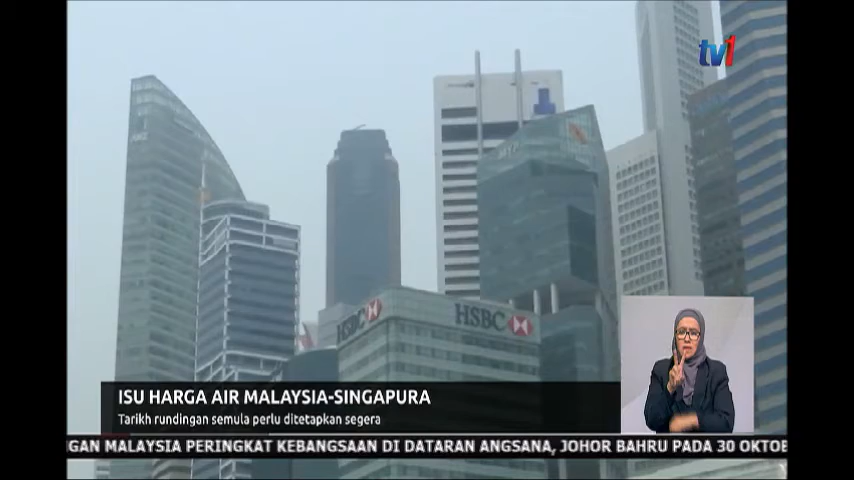 tv1
HSBC HSBC
ISU HARGA AIR MALAYSIA-SINGAPURA
Tarikh rundingan semula perlu ditetapkan segera
GAN MALAYSIA PERINGKAT KEBANGSAAN DI DATARAN ANGSANA, JOHOR BAHRU PADA 30 OKTOB